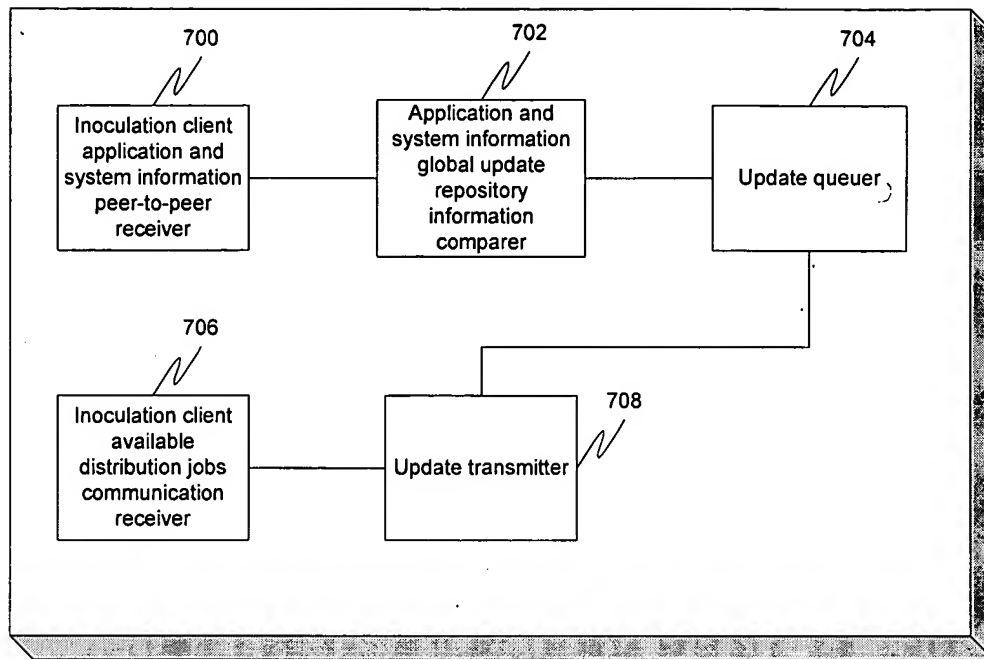 700
702
704
Inoculation client
application and
system information
peer-to-peer
receiver
Application and
system information
global update
repository
information
comparer
Update queuer
706
708
Inoculation client
available
distribution jobs
communication
receiver
Update transmitter